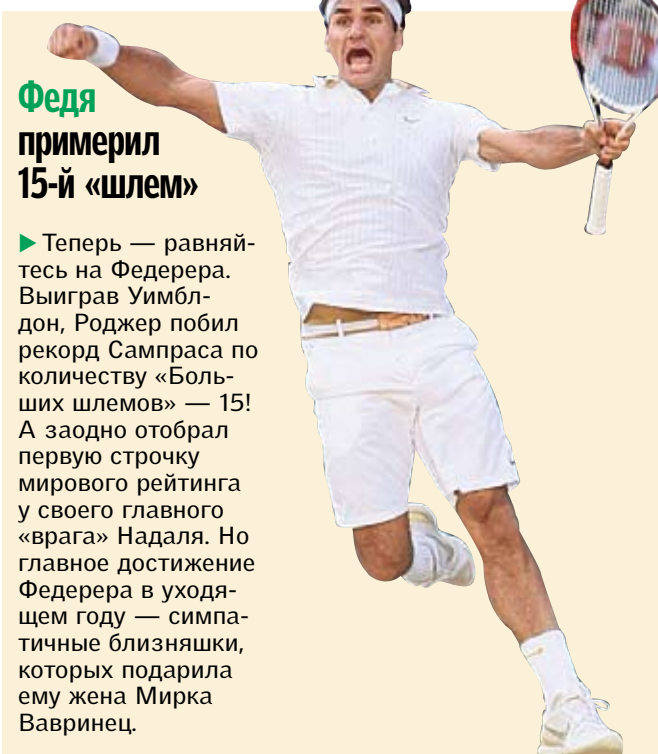 Федя
примерил
15-й «шлем»
▶ Теперь — равняй-
тесь на Федерера.
Выиграв Уимбл-
дон, Роджер побил
рекорд Сампраса по
количеству «Боль-
ших шлемов» — 15!
А заодно отобрал
первую строчку
мирового рейтинга
у своего главного
«врага» Надаля. Но
главное достижение
Федерера в уходя-
щем году — симпа-
тичные близняшки,
которых подарила
ему жена Мирка
Вавринец.